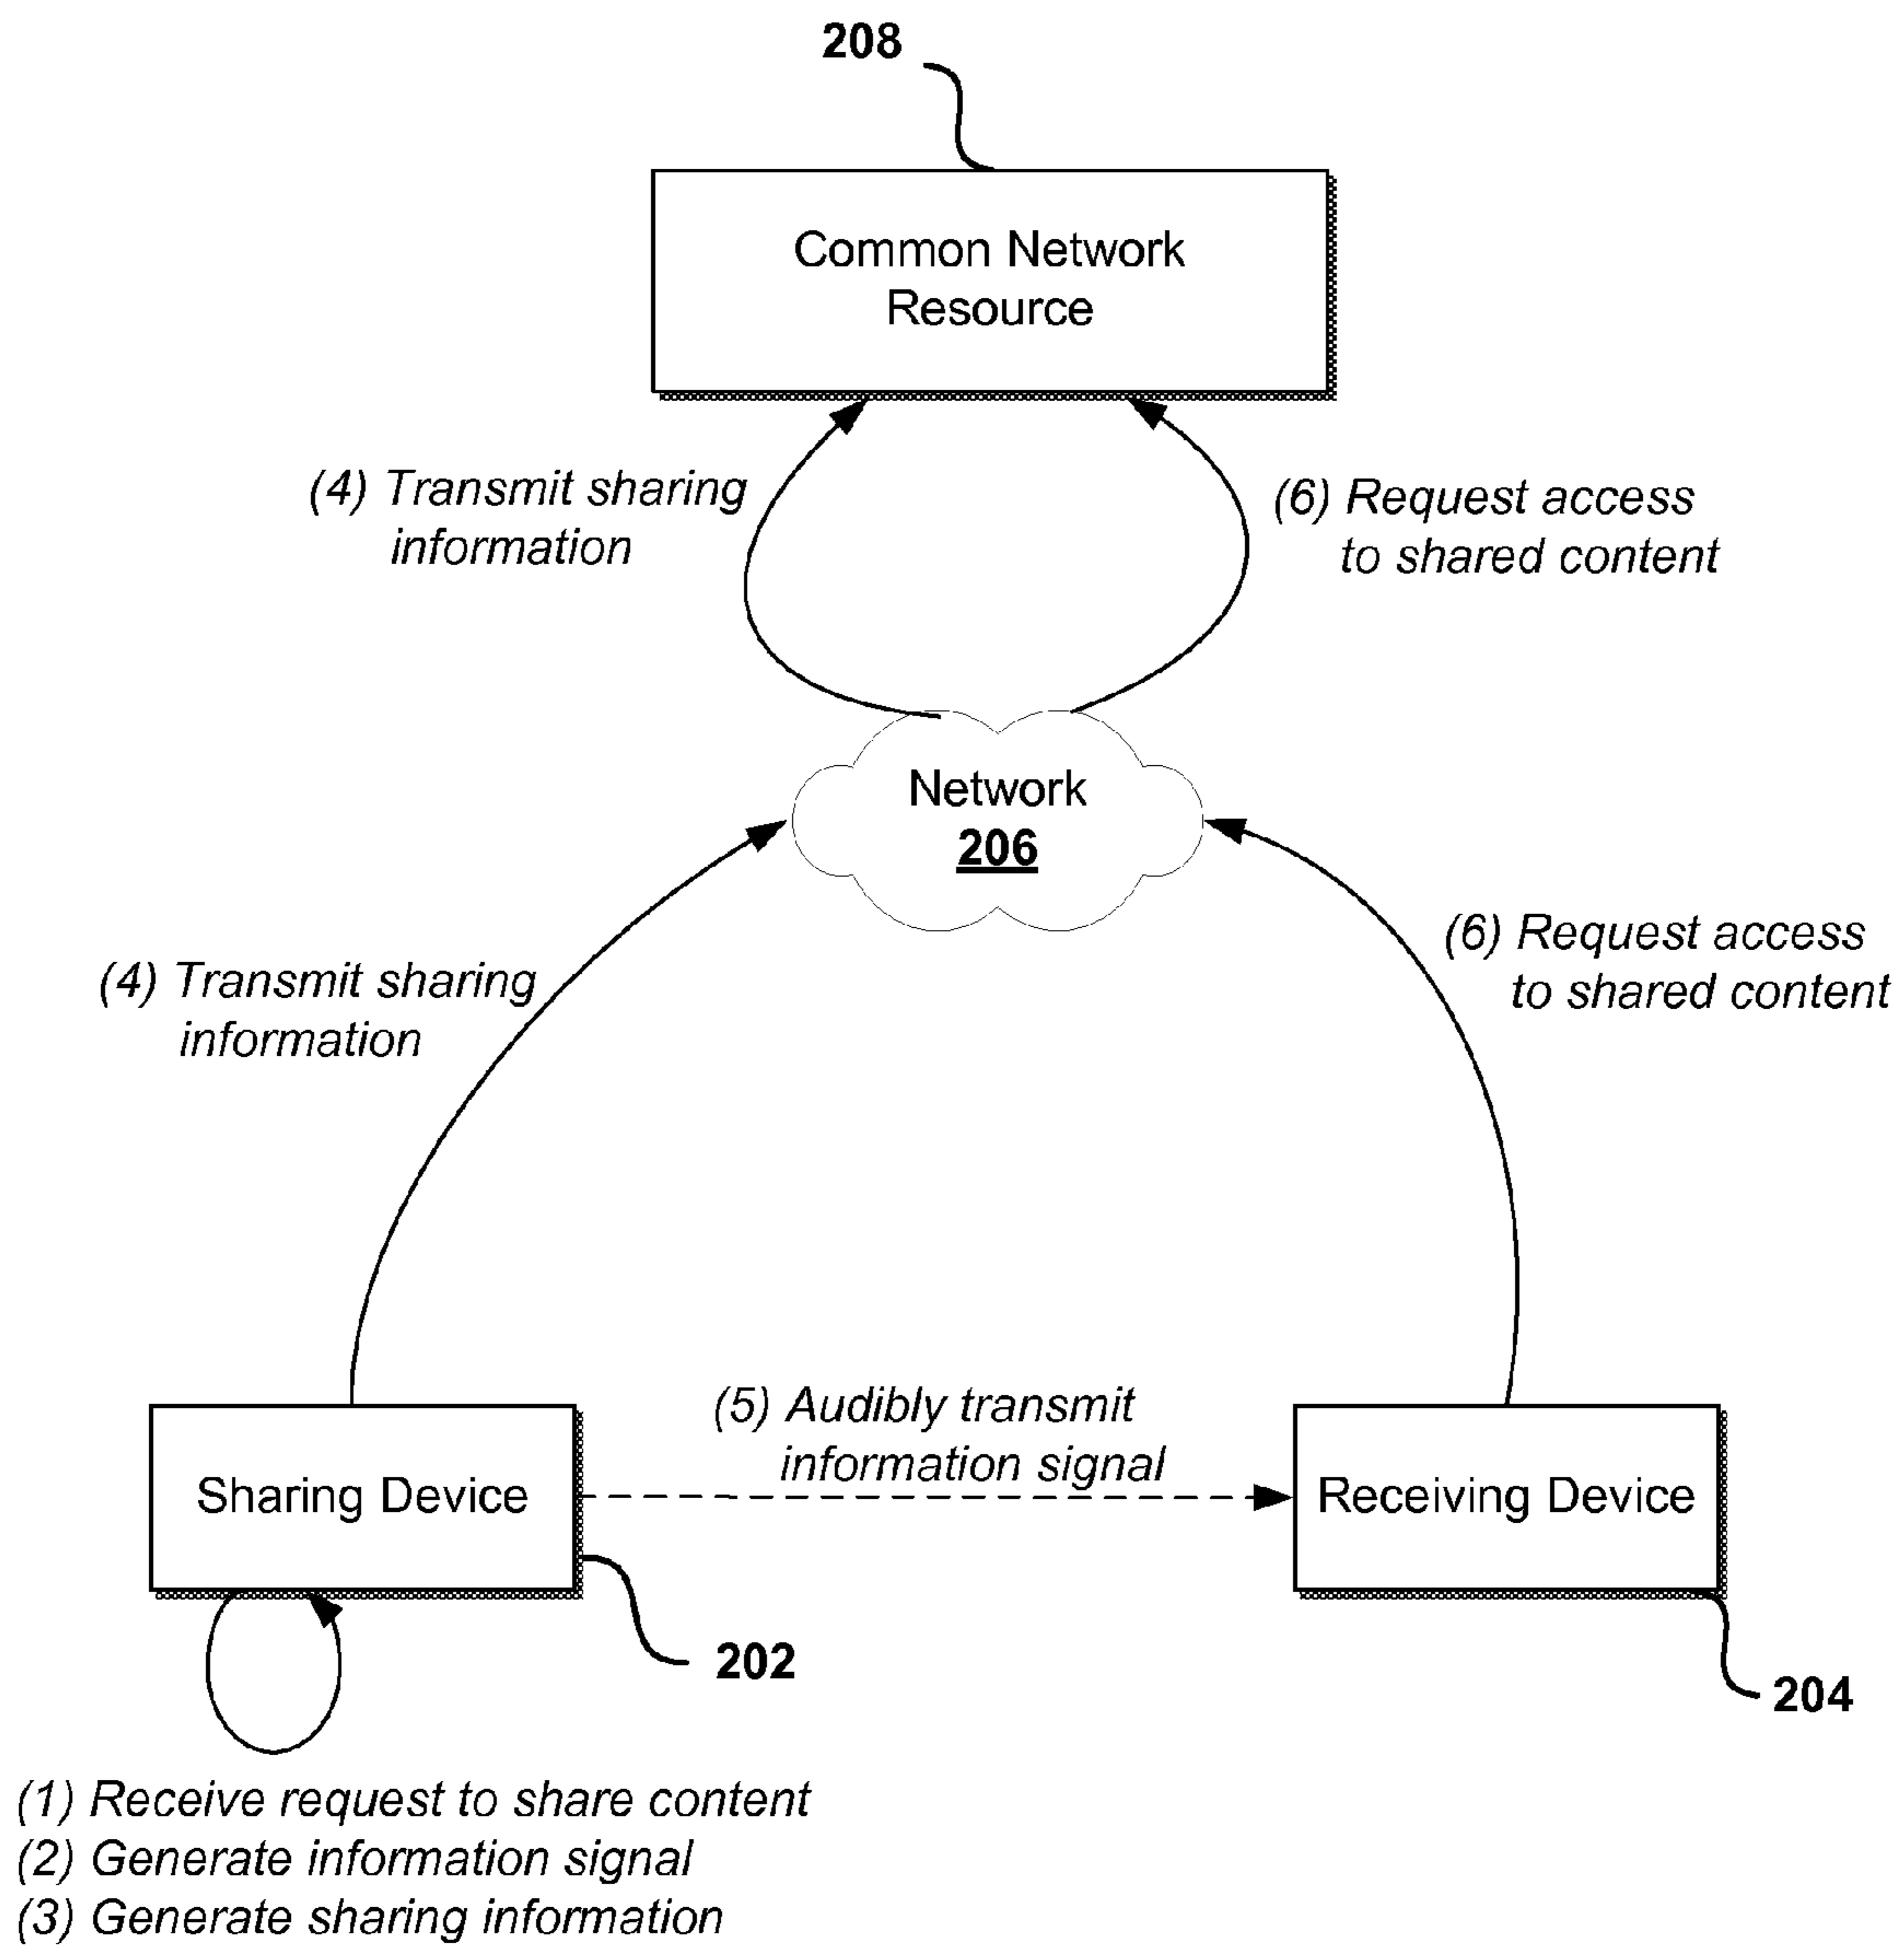 208
Common Network
Resource
(4) Transmit sharing
information
(6) Request access
to shared content
Network
206
(4) Transmit sharing
information
(6) Request access
to shared content
(5) Audibly transmit
information signal
Sharing Device
Receiving Device
202
204
(1) Receive request to share content
(2) Generate information signal
(3) Generate sharing information